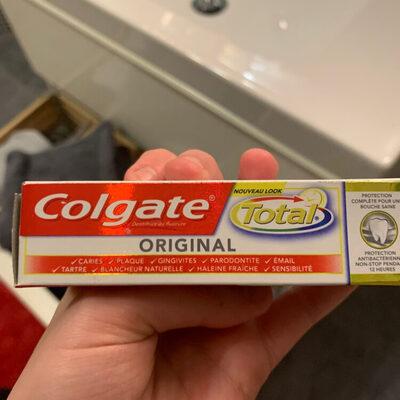 Colgate®
Dentifrice au fluorure
NOUVEAU LOOK
Total
ORIGINAL
✓ CARIES ✓ PLAQUE ✓ GINGIVITES ✓ PARODONTITE ✓ ÉMAIL
✓ TARTRE ✓ BLANCHEUR NATURELLE ✓ HALEINE FRAÎCHE ✓ SENSIBILITÉ
PROTECTION
COMPLÈTE POUR UNE
BOUCHE SAINE
PROTECTION
ANTIBACTÉRIENNE
NON-STOP PENDANT
12 HEURES